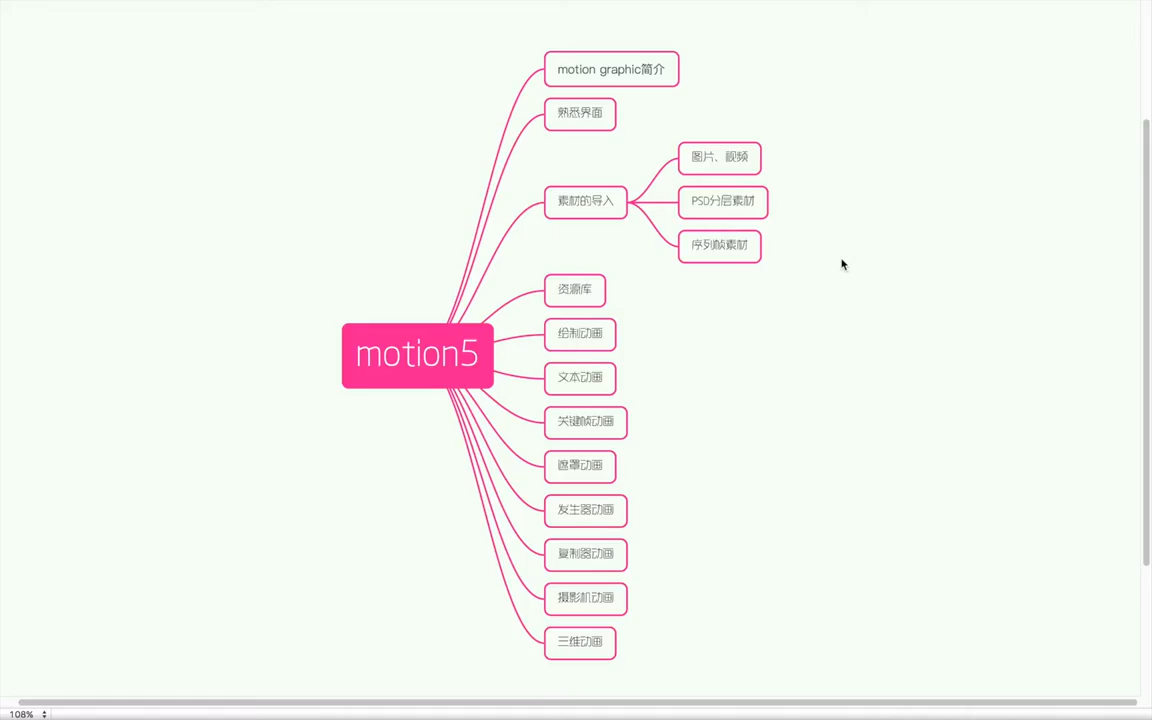 motion5
motion graphic简介
熟悉界面
素材的导入
图片、视频
PSD分层素材
序列帧素材
资源库
绘制动画
文本动画
关键帧动画
遮罩动画
发生器动画
复制器动画
摄影机动画
三维动画
108%